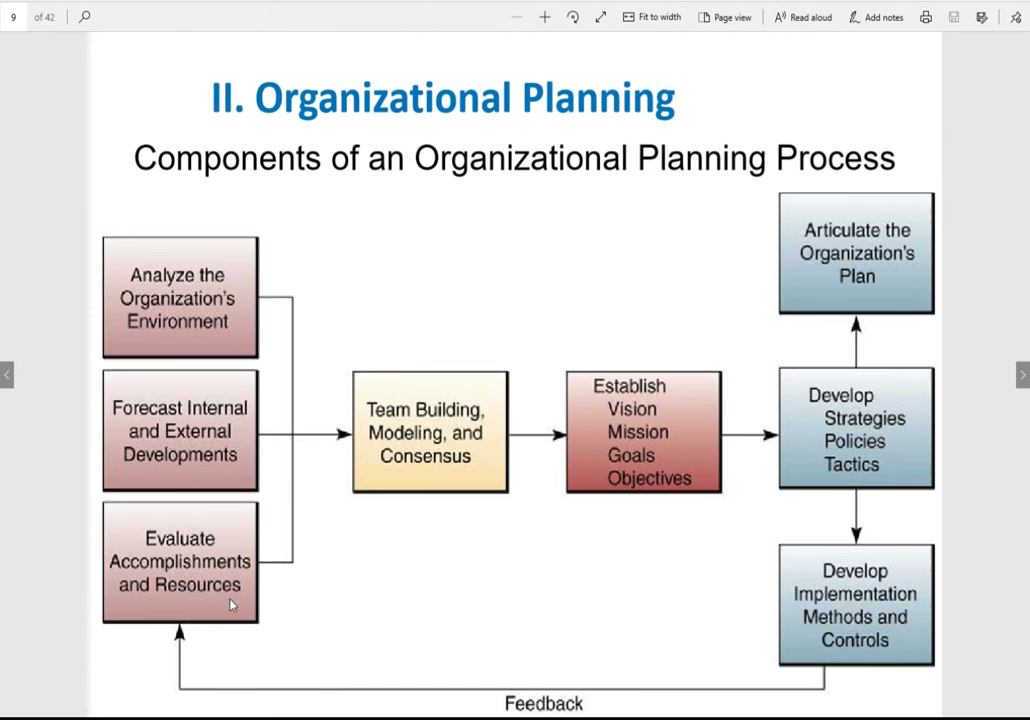 9 of 42
Fit to width
Page view
Read aloud
Add notes
II. Organizational Planning
Components of an Organizational Planning Process
Analyze the
Organization's
Environment
Forecast Internal
and External
Developments
Evaluate
Accomplishments
and Resources
Team Building,
Modeling, and
Consensus
Establish
Vision
Mission
Goals
Objectives
Articulate the
Organization's
Plan
Develop
Strategies
Policies
Tactics
Develop
Implementation
Methods and
Controls
Feedback